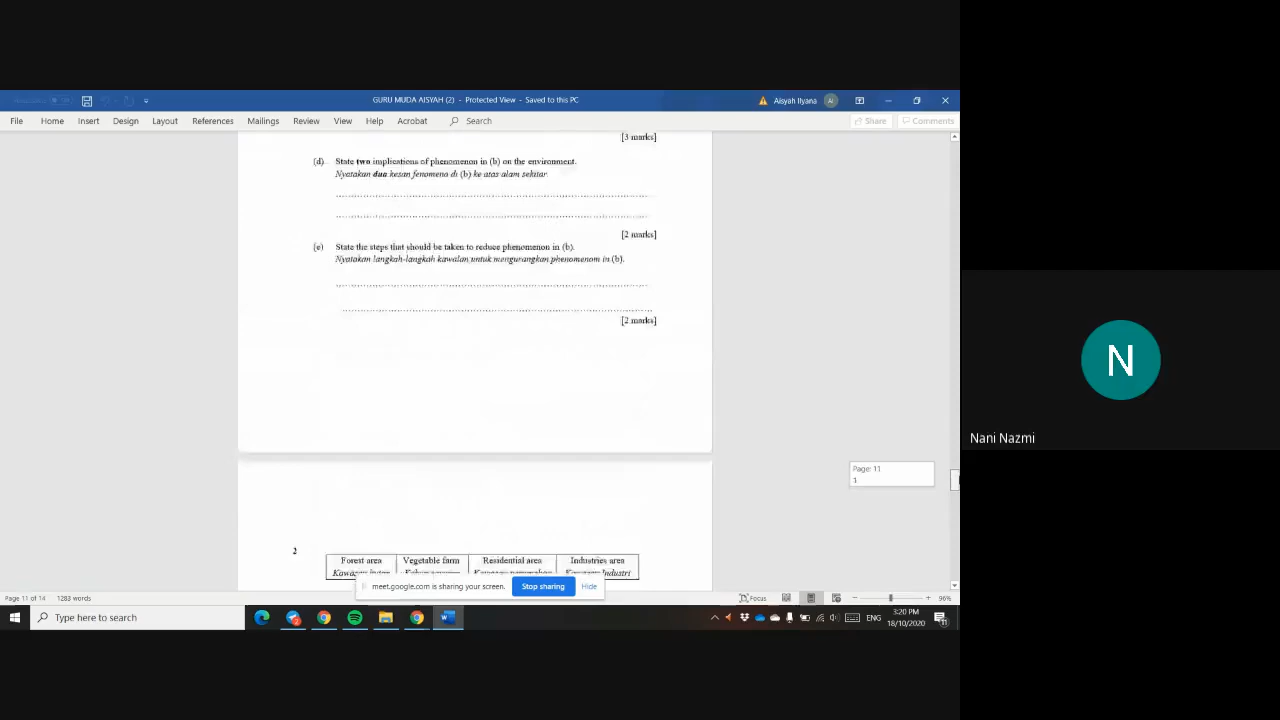 GURU MUDA AISYAH (2) - Protected View - Saved to this PC
Aisyah Ilyana
AI
File Home Insert Design Layout References Mailings Review View Help Acrobat Search
Share Comments
[3 marks]
(d) State two implications of phenomenon in (b) on the environment.
Nyatakan dua kesan fenomena di (b) ke atas alam sekitar.
[2 marks]
(e) State the steps that should be taken to reduce phenomenon in (b).
Nyatakan langkah-langkah kawalan untuk mengurangkan phenomenom in (b).
[2 marks]
N
Nani Nazmi
Page: 11
1
2
Forest area Vegetable farm Residential area Industries area
meet.google.com is sharing your screen. Stop sharing Hide
Page 11 of 14 1283 words
Focus
96%
Type here to search
ENG
3:20 PM
18/10/2020